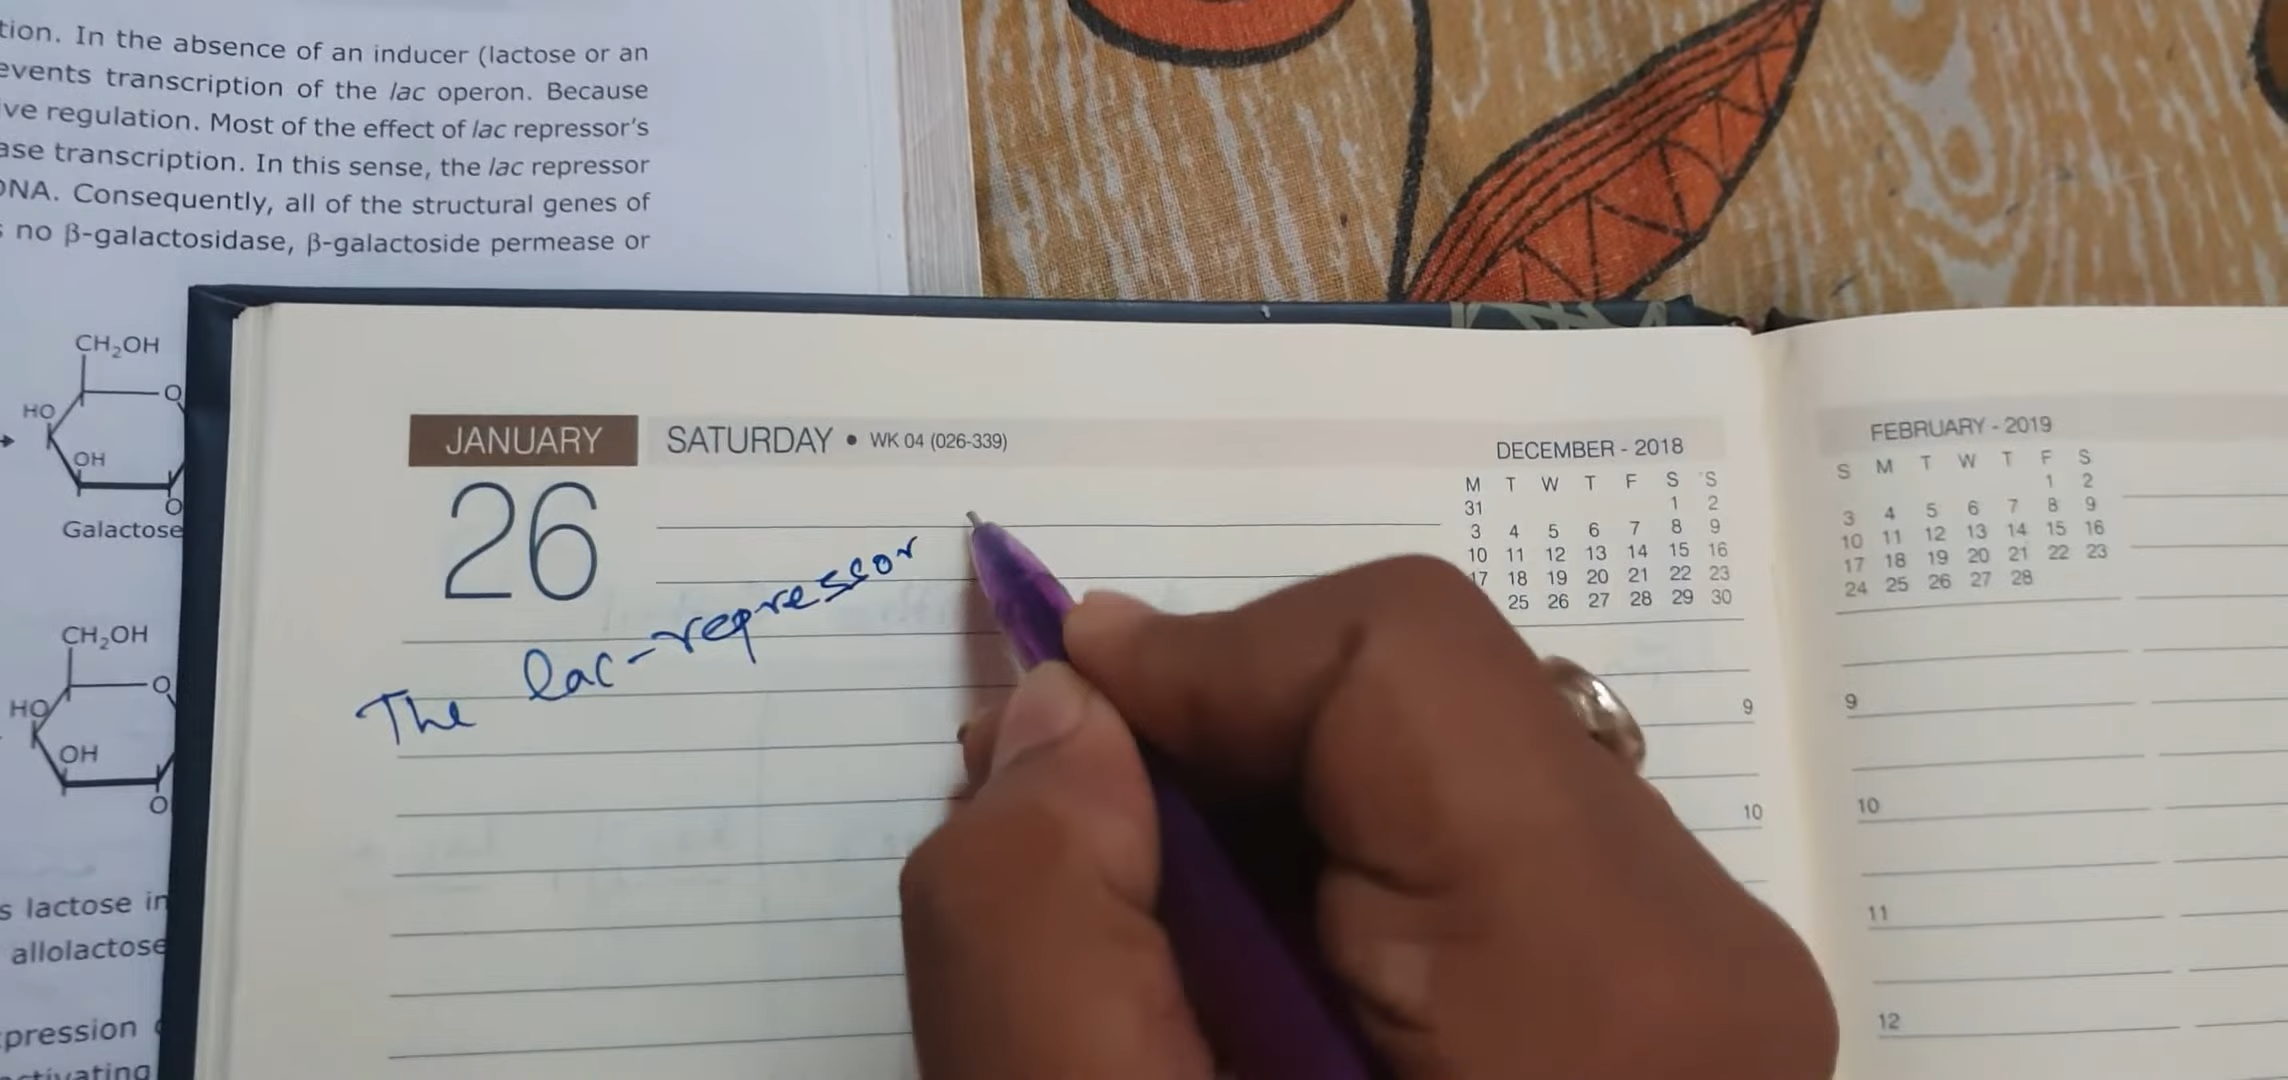 tion. In the absence of an inducer (lactose or an
events transcription of the lac operon. Because
ive regulation. Most of the effect of lac repressor's
ase transcription. In this sense, the lac repressor
DNA. Consequently, all of the structural genes of
s no β-galactosidase, β-galactoside permease or
CH₂OH
O
HO
OH
O
Galactose
CH₂OH
O
HO
OH
O
s lactose in
allolactose
pression
ctivating
JANUARY SATURDAY • WK 04 (026-339)
26
The lac-repressor
DECEMBER - 2018
M T W T F S S
31 1 2
3 4 5 6 7 8 9
10 11 12 13 14 15 16
17 18 19 20 21 22 23
25 26 27 28 29 30
9
10
FEBRUARY - 2019
S M T W T F S
1 2
3 4 5 6 7 8 9
10 11 12 13 14 15 16
17 18 19 20 21 22 23
24 25 26 27 28
9
10
11
12